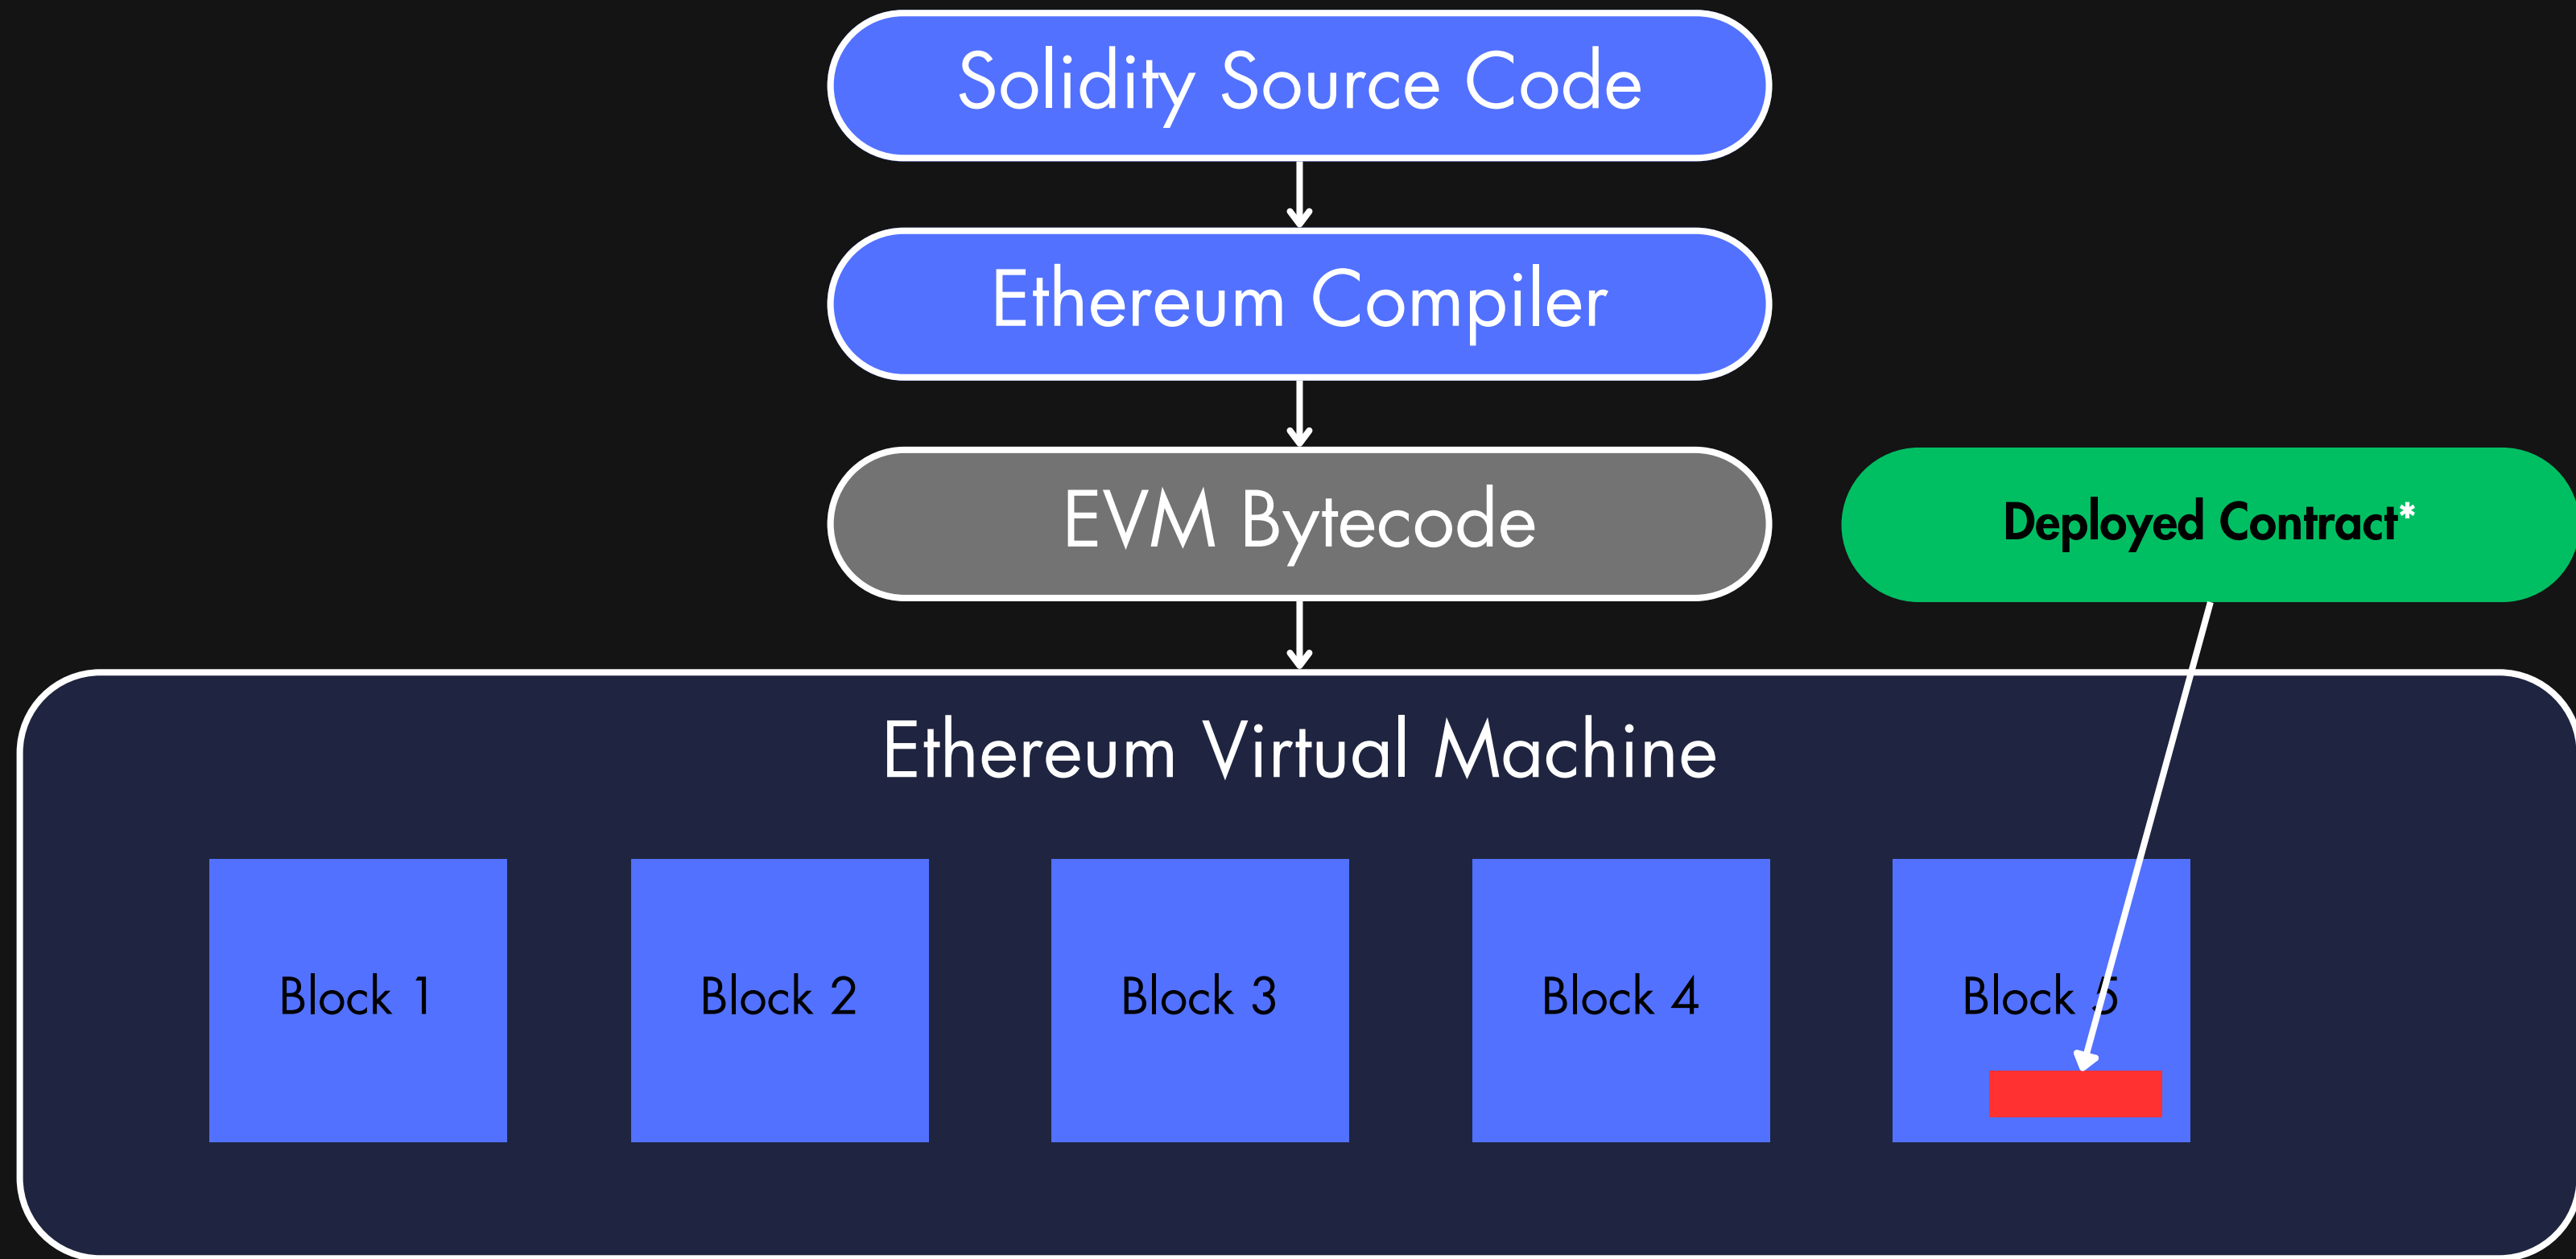 Solidity Source Code
Ethereum Compiler
EVM Bytecode
Deployed Contract*
Ethereum Virtual Machine
Block 1
Block 2
Block 3
Block 4
Block 5